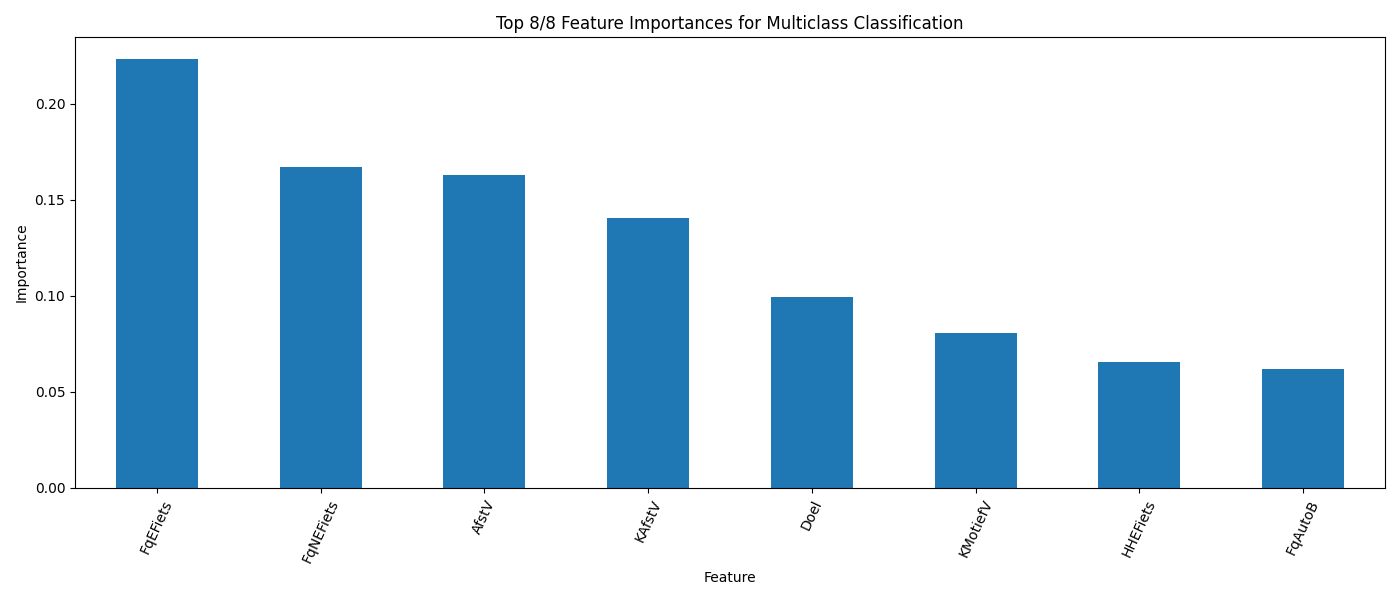 Top 8/8 Feature Importances for Multiclass Classification
Importance
0.20
0.15
0.10
0.05
0.00
FqEFiets
FqNEFiets
AfstV
KAfstV
Doel
KMotiefV
HHEFiets
FqAutoB
Feature